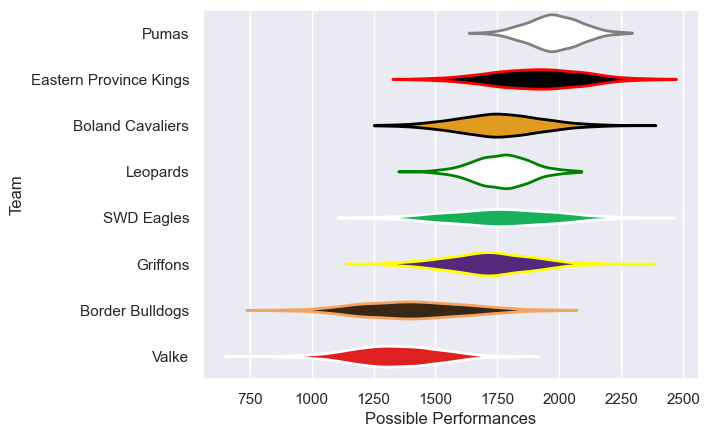 Pumas
Eastern Province Kings
Boland Cavaliers
Leopards
SWD Eagles
Griffons
Border Bulldogs
Valke
Team
750 1000 1250 1500 1750 2000 2250 2500
Possible Performances